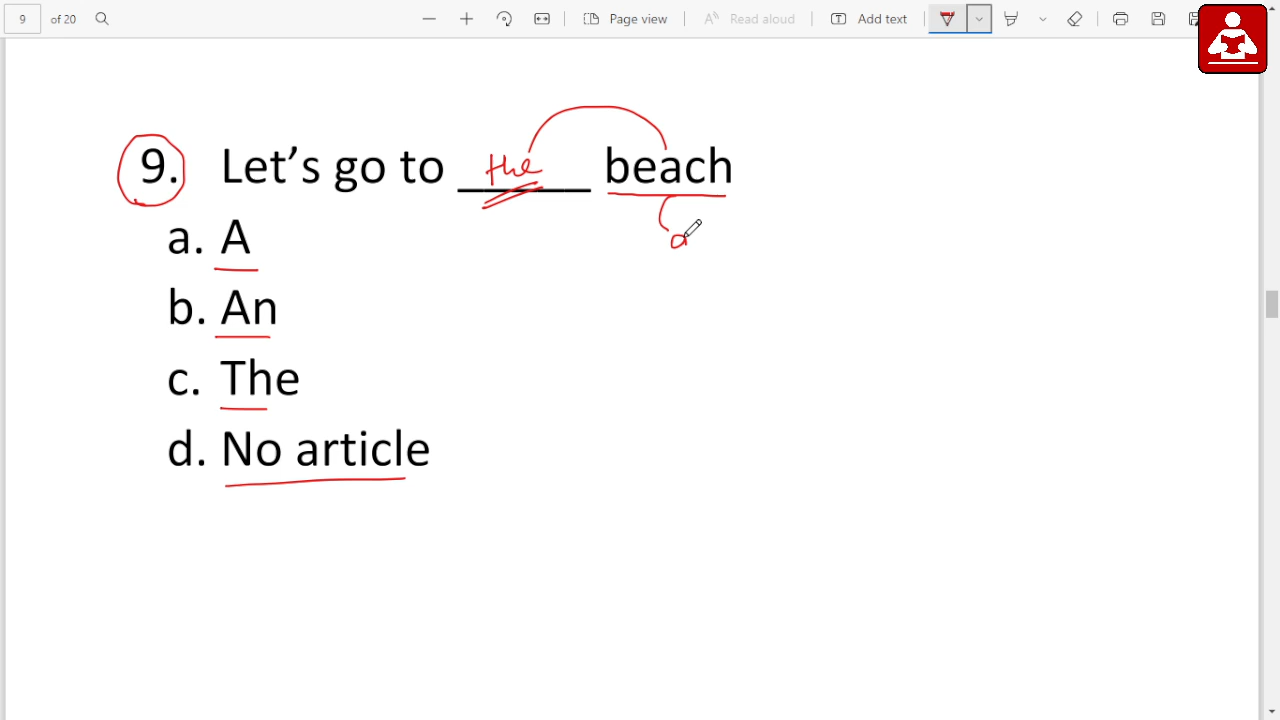 9 of 20 Page view Read aloud Add text
9. Let's go to the beach
a
a. A
b. An
c. The
d. No article